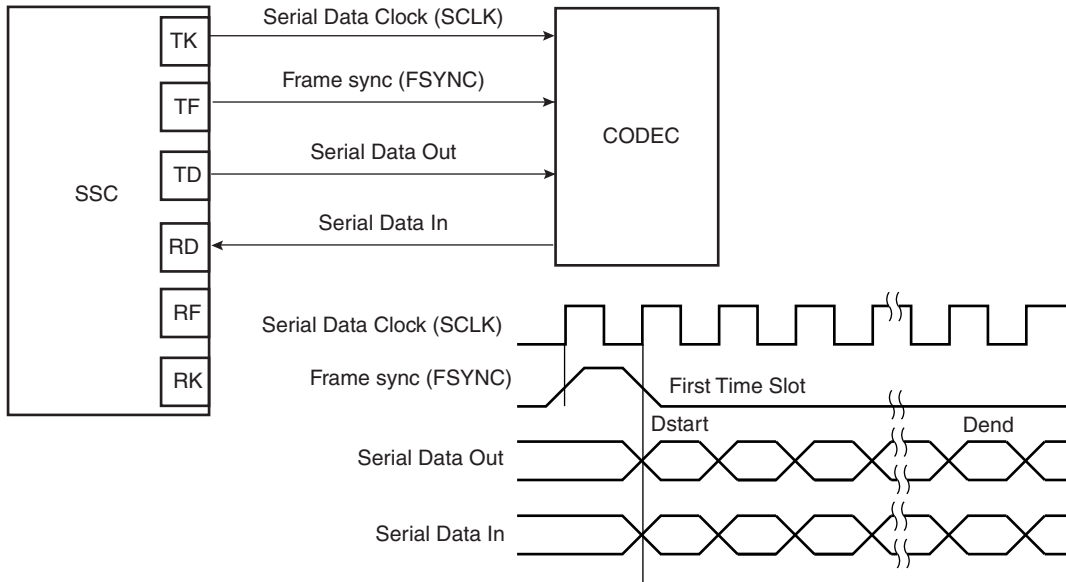 Serial Data Clock (SCLK)
TK
Frame sync (FSYNC)
TF
CODEC
Serial Data Out
TD
SSC
Serial Data In
RD
RF
Serial Data Clock (SCLK)
RK
Frame sync (FSYNC)
First Time Slot
Dstart
Dend
Serial Data Out
Serial Data In